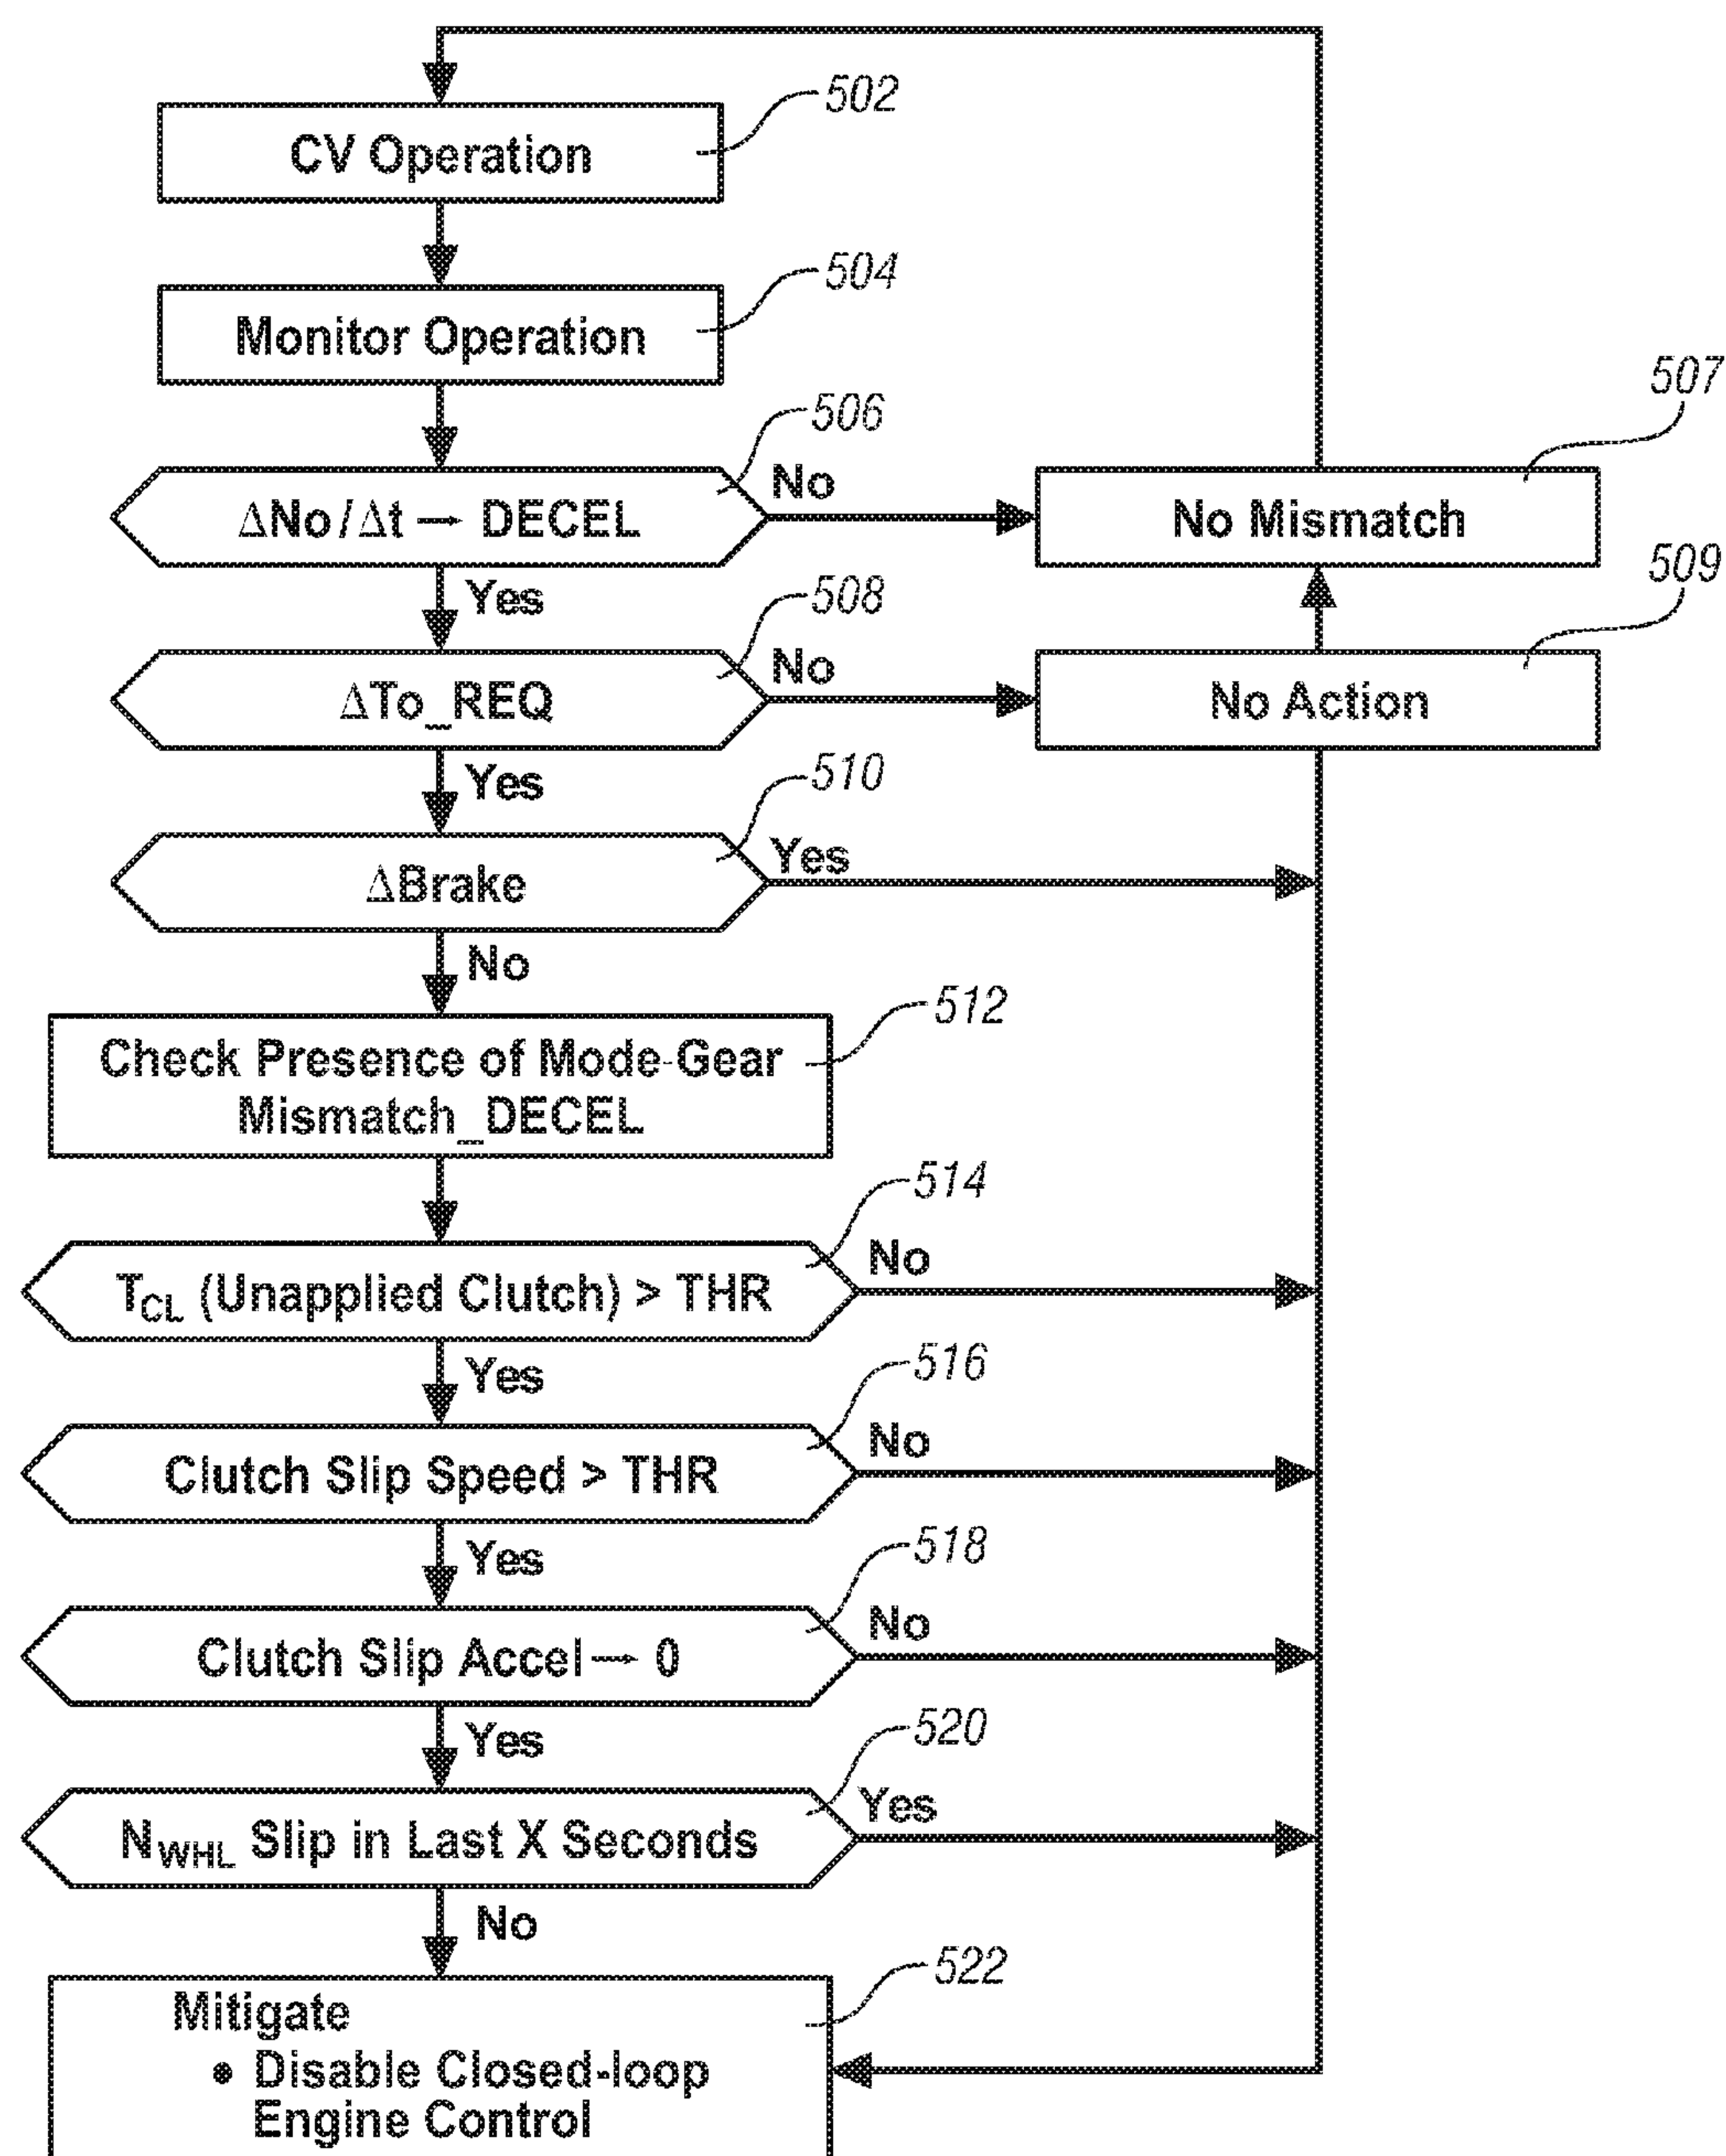 502
CV Operation
504
Monitor Operation
506
507
ΔNo/Δt → DECEL
No
No Mismatch
Yes
508
509
ΔTo_REQ
No
No Action
Yes
510
ΔBrake
Yes
No
512
Check Presence of Mode-Gear
Mismatch_DECEL
514
TCL (Unapplied Clutch) > THR
No
Yes
516
Clutch Slip Speed > THR
No
Yes
518
Clutch Slip Accel → 0
No
Yes
520
NWHL Slip in Last X Seconds
Yes
No
522
Mitigate
• Disable Closed-loop
Engine Control